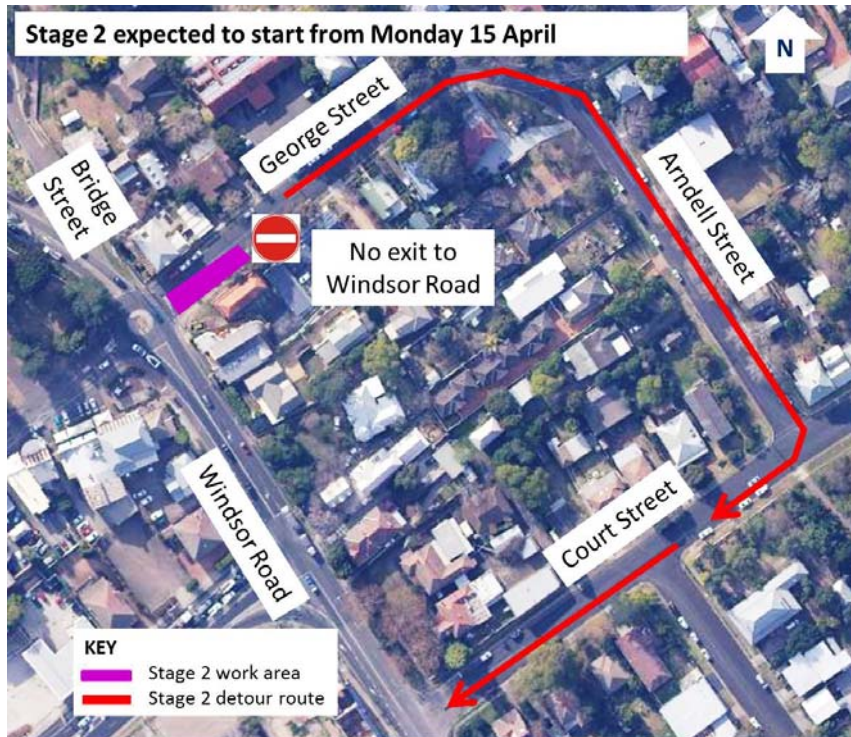 Stage 2 expected to start from Monday 15 April
N
George Street
Bridge
Street
Arndell Street
No exit to
Windsor Road
Windsor Road
Court Street
KEY
Stage 2 work area
Stage 2 detour route